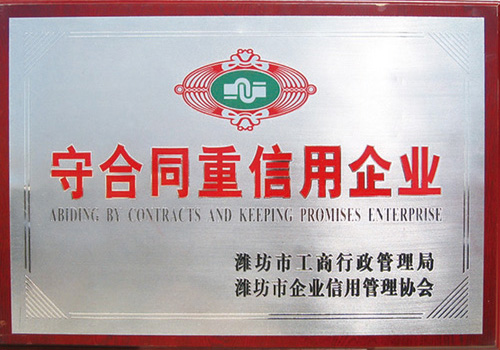 守合同重信用企业
ABIDING BY CONTRACTS AND KEEPING PROMISES ENTERPRISE
潍坊市工商行政管理局
潍坊市企业信用管理协会